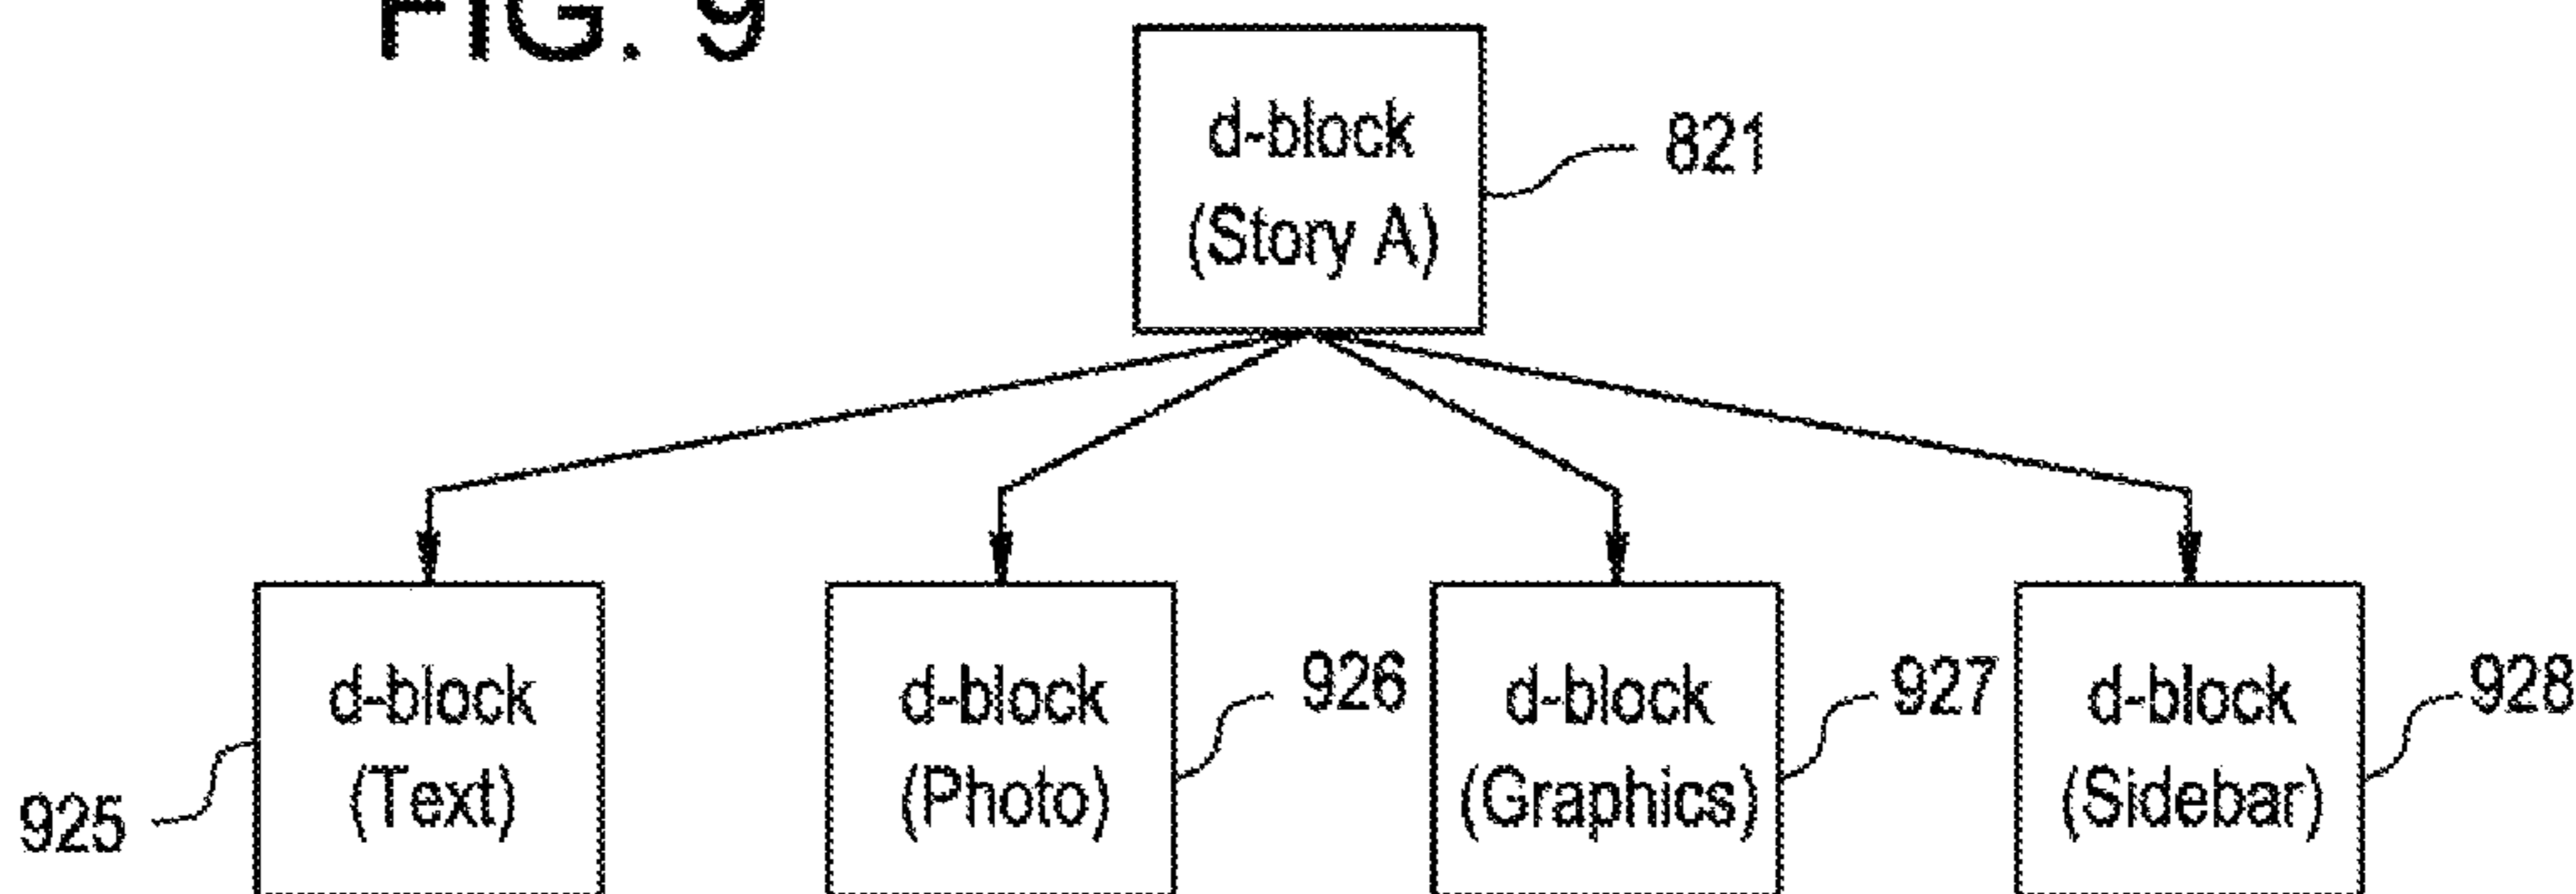 FIG. 9
d-block
(Story A)
821
d-block
(Text)
925
d-block
(Photo)
926
d-block
(Graphics)
927
d-block
(Sidebar)
928